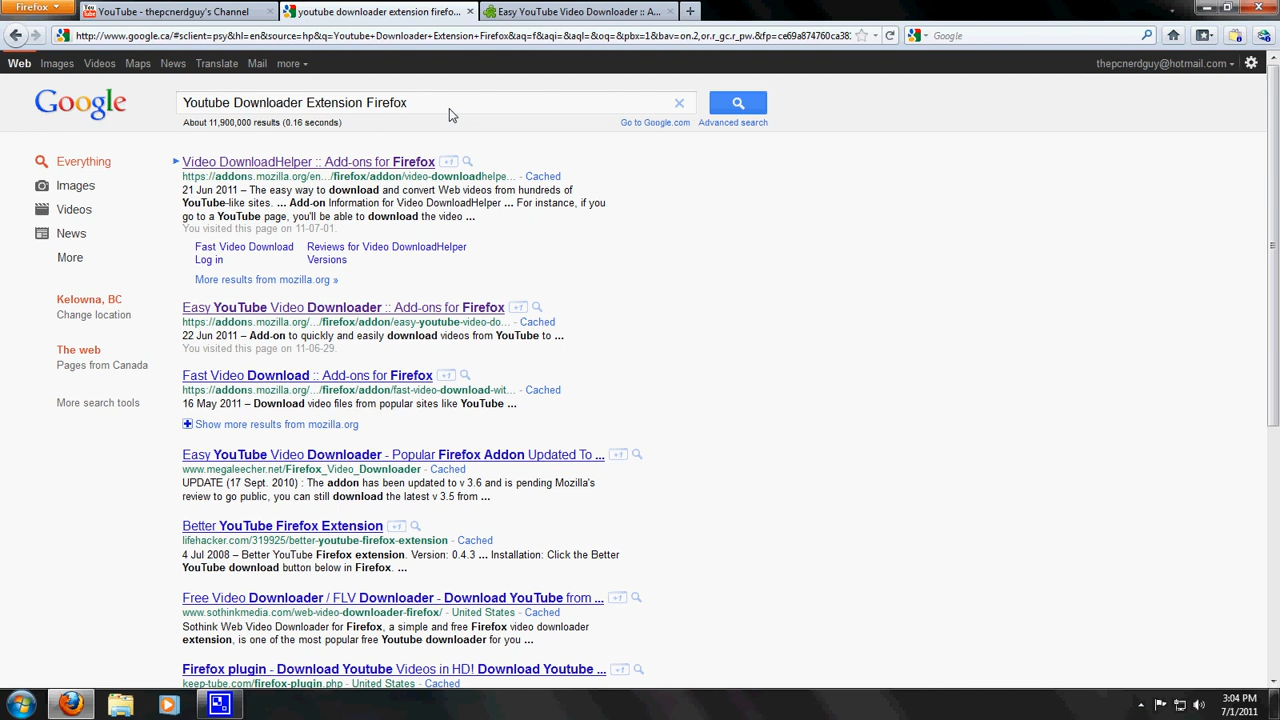 Firefox
YouTube - thepcnerdguy's Channel
youtube downloader extension firefo...
Easy YouTube Video Downloader :: A...
http://www.google.ca/#sclient=psy&hl=en&source=hp&q=Youtube+Downloader+Extension+Firefox&aq=f&aqi=&aql=&oq=&pbx=1&bav=on.2,or.r_gc.r_pw.&fp=ce69a874760ca38
Google
Web Images Videos Maps News Translate Mail more
thepcnerdguy@hotmail.com
Google
Youtube Downloader Extension Firefox
About 11,900,000 results (0.16 seconds)
Go to Google.com Advanced search
Everything
Images
Videos
News
More
Kelowna, BC
Change location
The web
Pages from Canada
More search tools
Video DownloadHelper :: Add-ons for Firefox +1
https://addons.mozilla.org/en.../firefox/addon/video-downloadhelpe... - Cached
21 Jun 2011 – The easy way to download and convert Web videos from hundreds of
YouTube-like sites. ... Add-on Information for Video DownloadHelper ... For instance, if you
go to a YouTube page, you'll be able to download the video ...
You visited this page on 11-07-01.
Fast Video Download Reviews for Video DownloadHelper
Log in Versions
More results from mozilla.org »
Easy YouTube Video Downloader :: Add-ons for Firefox +1
https://addons.mozilla.org/.../firefox/addon/easy-youtube-video-do... - Cached
22 Jun 2011 – Add-on to quickly and easily download videos from YouTube to ...
You visited this page on 11-06-29.
Fast Video Download :: Add-ons for Firefox +1
https://addons.mozilla.org/.../firefox/addon/fast-video-download-wit... - Cached
16 May 2011 – Download video files from popular sites like YouTube ...
Show more results from mozilla.org
Easy YouTube Video Downloader - Popular Firefox Addon Updated To ... +1
www.megaleecher.net/Firefox_Video_Downloader - Cached
UPDATE (17 Sept. 2010) : The addon has been updated to v 3.6 and is pending Mozilla's
review to go public, you can still download the latest v 3.5 from ...
Better YouTube Firefox Extension +1
lifehacker.com/319925/better-youtube-firefox-extension - Cached
4 Jul 2008 – Better YouTube Firefox extension. Version: 0.4.3 ... Installation: Click the Better
YouTube download button below in Firefox. ...
Free Video Downloader / FLV Downloader - Download YouTube from ... +1
www.sothinkmedia.com/web-video-downloader-firefox/ - United States - Cached
Sothink Web Video Downloader for Firefox, a simple and free Firefox video downloader
extension, is one of the most popular free Youtube downloader for you ...
Firefox plugin - Download Youtube Videos in HD! Download Youtube ... +1
keep-tube.com/firefox-plugin.php - United States - Cached
3:04 PM
7/1/2011